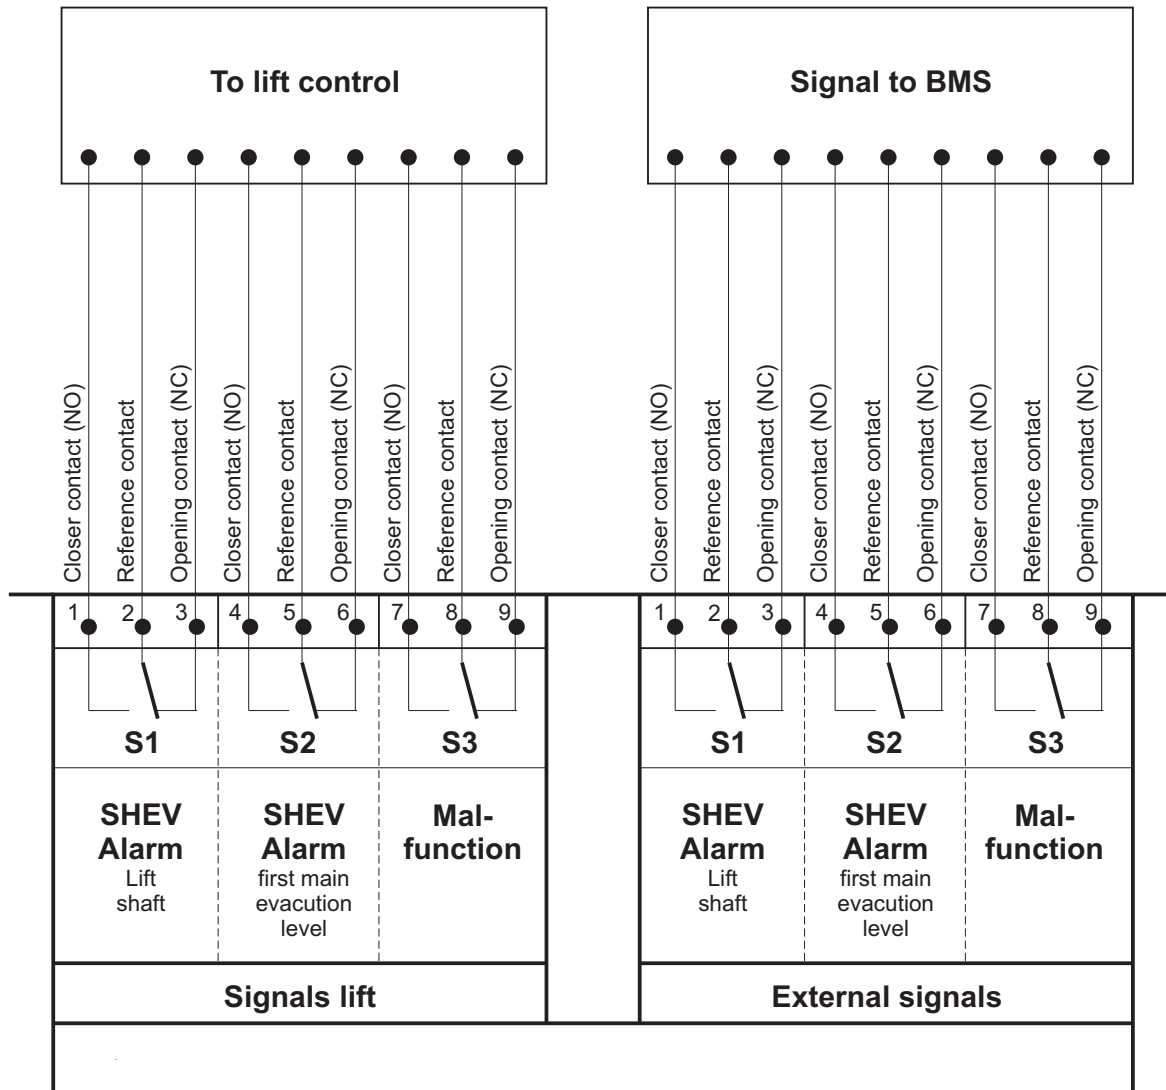 To lift control
Closer contact (NO)
Reference contact
Opening contact (NC)
Closer contact (NO)
Reference contact
Opening contact (NC)
Closer contact (NO)
Reference contact
Opening contact (NC)
1 2 3 4 5 6 7 8 9
S1 S2 S3
SHEV
Alarm
Lift
shaft
SHEV
Alarm
first main
evacution
level
Mal-
function
Signals lift
Signal to BMS
Closer contact (NO)
Reference contact
Opening contact (NC)
Closer contact (NO)
Reference contact
Opening contact (NC)
Closer contact (NO)
Reference contact
Opening contact (NC)
1 2 3 4 5 6 7 8 9
S1 S2 S3
SHEV
Alarm
Lift
shaft
SHEV
Alarm
first main
evacution
level
Mal-
function
External signals